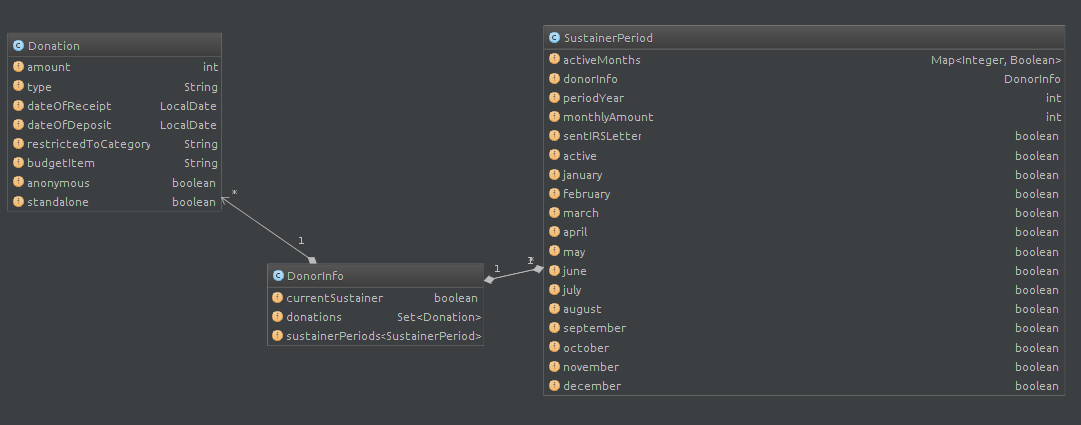 Donation
amount int
type String
dateOfReceipt LocalDate
dateOfDeposit LocalDate
restrictedToCategory String
budgetItem String
anonymous boolean
standalone boolean
*
1
DonorInfo
currentSustainer boolean
donations Set<Donation>
sustainerPeriods<SustainerPeriod>
1
*
SustainerPeriod
activeMonths Map<Integer, Boolean>
donorInfo DonorInfo
periodYear int
monthlyAmount int
sentIRSLetter boolean
active boolean
january boolean
february boolean
march boolean
april boolean
may boolean
june boolean
july boolean
august boolean
september boolean
october boolean
november boolean
december boolean